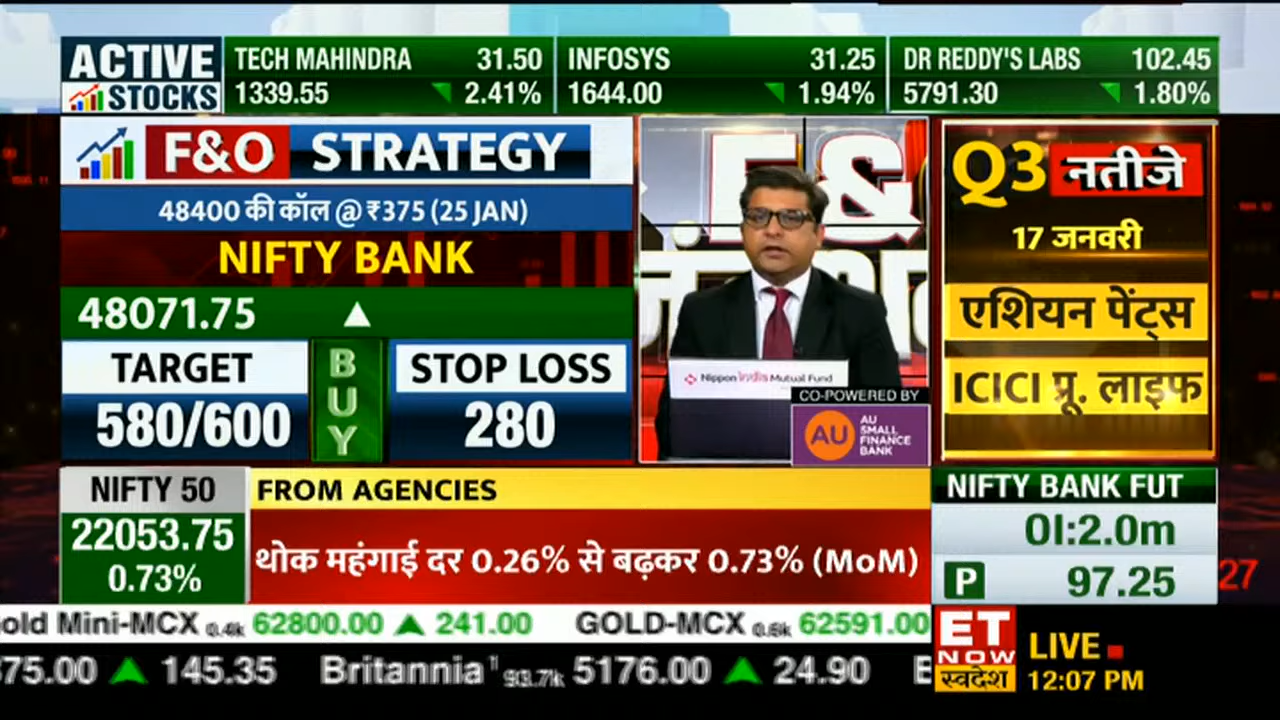 ACTIVE STOCKS
TECH MAHINDRA 31.50
1339.55 2.41%
INFOSYS 31.25
1644.00 1.94%
DR REDDY'S LABS 102.45
5791.30 1.80%
F&O STRATEGY
48400 की कॉल @ ₹375 (25 JAN)
NIFTY BANK
48071.75
TARGET
580/600
BUY
STOP LOSS
280
Nippon India Mutual Fund
CO-POWERED BY
AU
AU
SMALL
FINANCE
BANK
Q3 नतीजे
17 जनवरी
एशियन पेंट्स
ICICI प्रू. लाइफ
NIFTY 50
22053.75
0.73%
FROM AGENCIES
थोक महंगाई दर 0.26% से बढ़कर 0.73% (MoM)
NIFTY BANK FUT
OI:2.0m
P 97.25
27
old Mini-MCX 0.4k 62800.00 241.00 GOLD-MCX 0.6k 62591.00
75.00 145.35 Britannia 5176.00 24.90
ET
NOW
स्वदेश
LIVE
12:07 PM